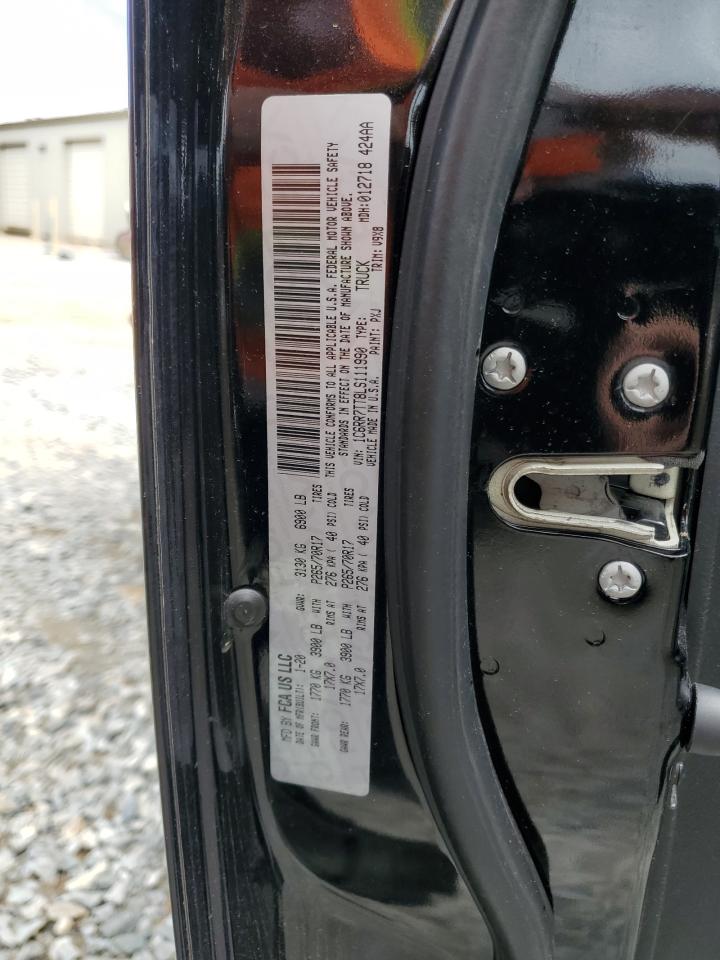 MFD BY FCA US LLC
DATE OF MFR(BUILT): 1-20 GVWR: 3130 KG 6900 LB
GAWR FRONT: 1770 KG 3900 LB WITH P265/70R17 TIRES
17X7.0 RIMS AT 276 KPA ( 40 PSI) COLD
GAWR REAR: 1770 KG 3900 LB WITH P265/70R17 TIRES
17X7.0 RIMS AT 276 KPA ( 40 PSI) COLD
THIS VEHICLE CONFORMS TO ALL APPLICABLE U.S.A. FEDERAL MOTOR VEHICLE SAFETY
STANDARDS IN EFFECT ON THE DATE OF MANUFACTURE SHOWN ABOVE.
VIN: 1C6RR7TT8LS111990 TYPE: TRUCK MDH:012718 424AA
VEHICLE MADE IN U.S.A. PAINT: PXJ TRIM: V9X8